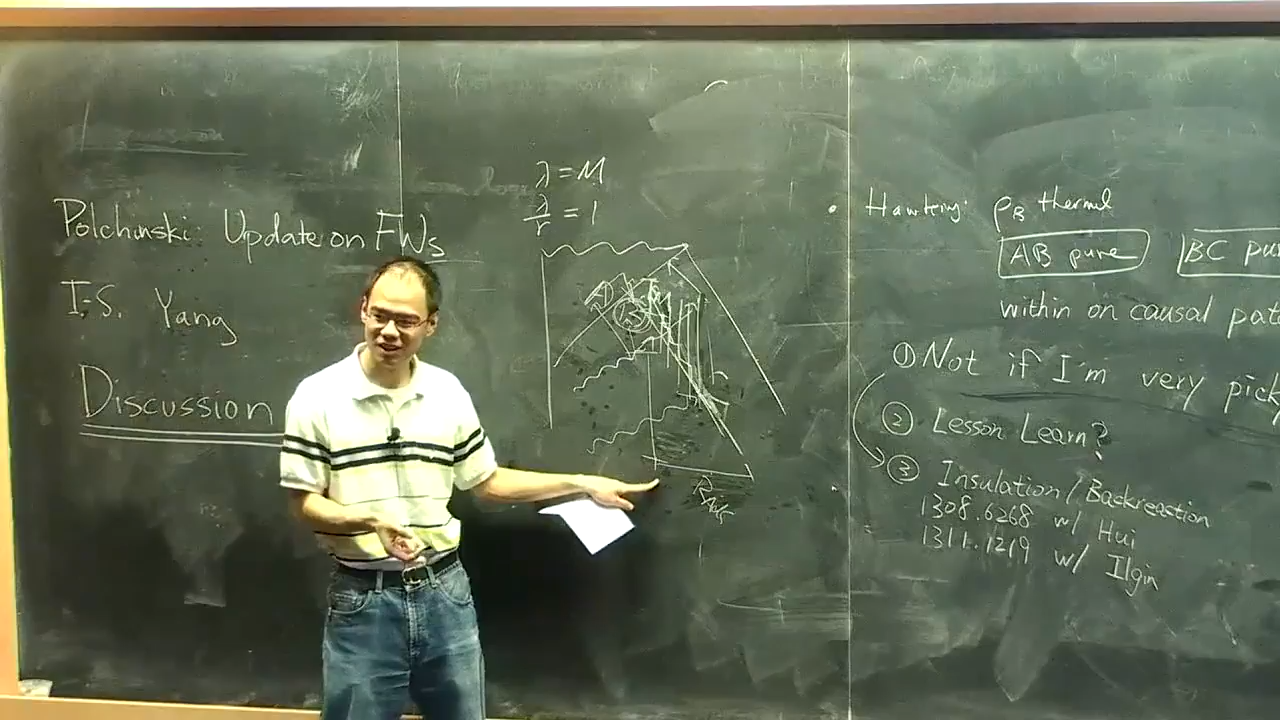 Polchinski: Update on FWs
I-S. Yang
Discussion
λ = M
λ/r = 1
• Hawking: ρ_B thermal
AB pure
BC pu
within on causal pat
① Not if I'm very pick
② Lesson Learn?
③ Insulation / Backreaction
1308.6268 w/ Hui
1311.1219 w/ Ilgin